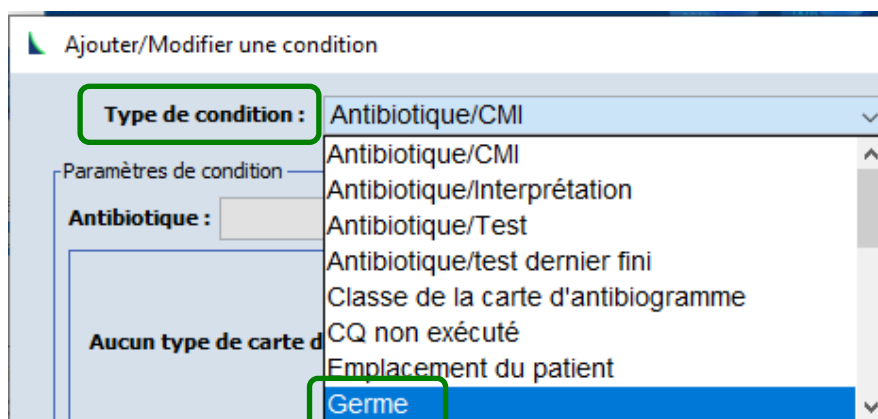 Ajouter/Modifier une condition
Type de condition : Antibiotique/CMI
Antibiotique/CMI
Paramètres de condition
Antibiotique/Interprétation
Antibiotique : Antibiotique/Test
Antibiotique/test dernier fini
Classe de la carte d'antibiogramme
Aucun type de carte d CQ non exécuté
Emplacement du patient
Germe